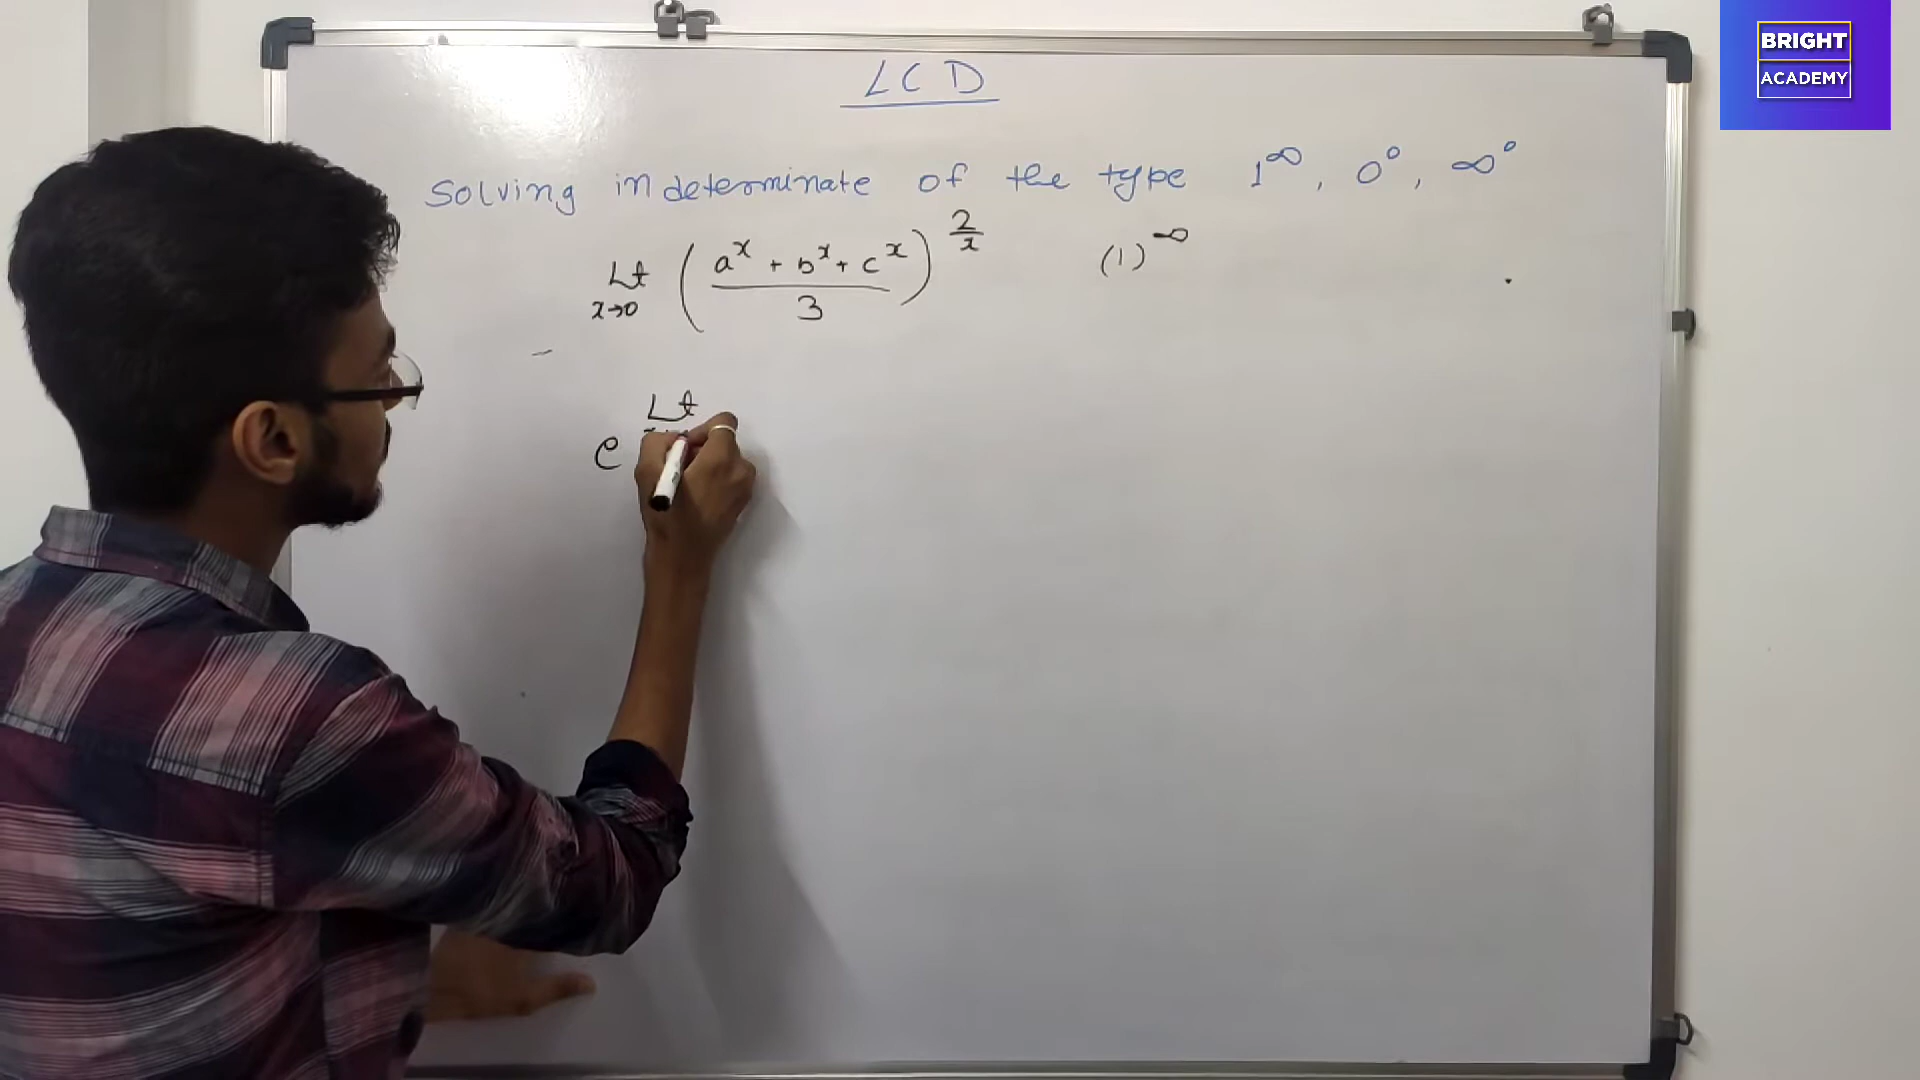 BRIGHT
ACADEMY
LCD
Solving indeterminate of the type 1^∞, 0^0, ∞^0
Lt x→0 ( (a^x + b^x + c^x) / 3 )^(2/x) (1)^∞
e Lt